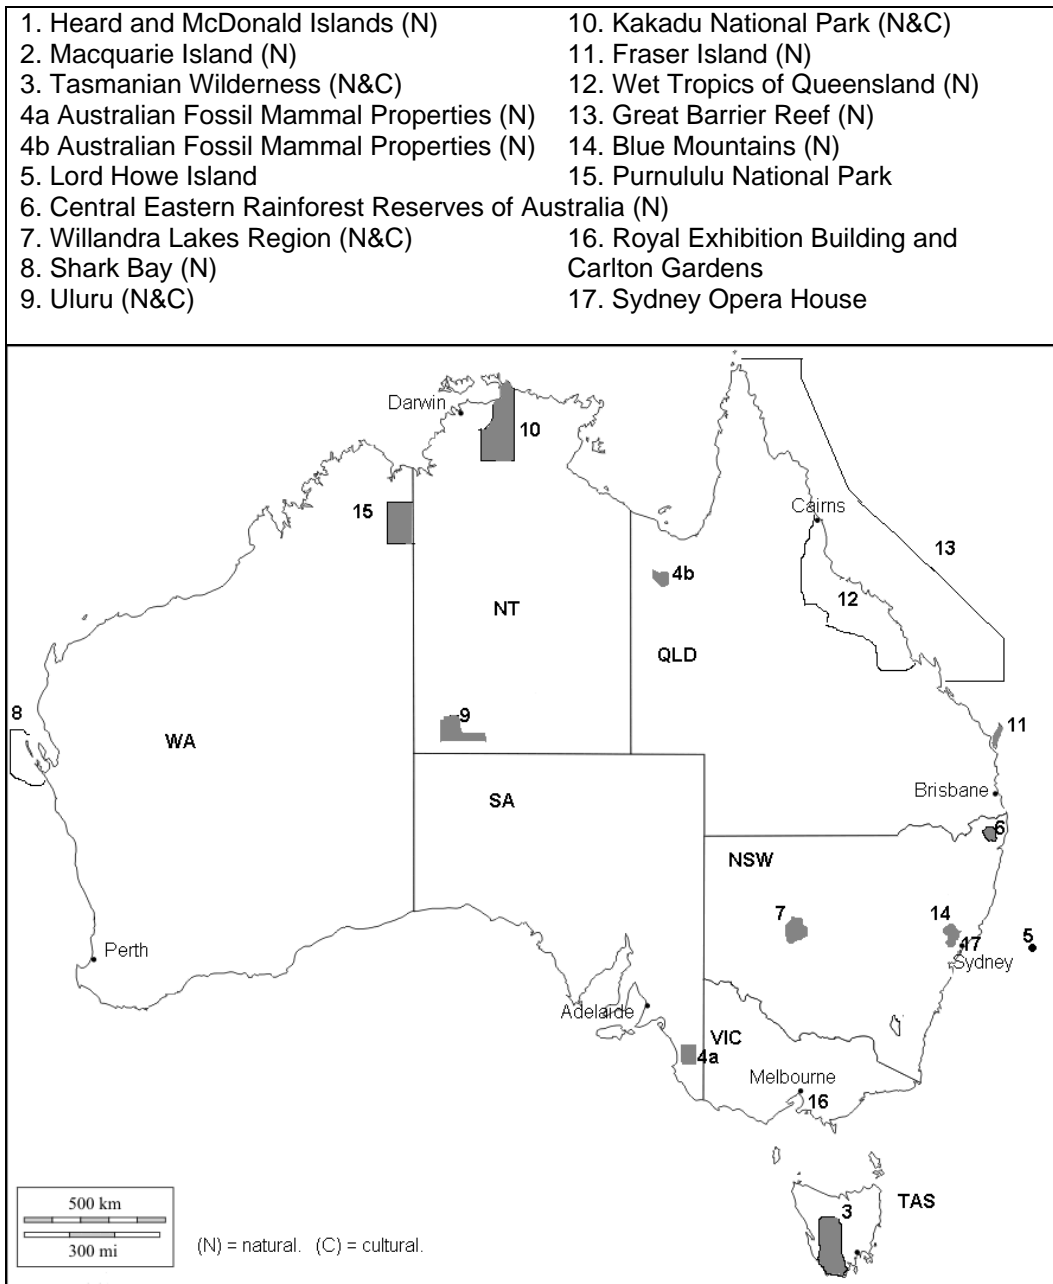 1. Heard and McDonald Islands (N)
2. Macquarie Island (N)
3. Tasmanian Wilderness (N&C)
4a Australian Fossil Mammal Properties (N)
4b Australian Fossil Mammal Properties (N)
5. Lord Howe Island
6. Central Eastern Rainforest Reserves of Australia (N)
7. Willandra Lakes Region (N&C)
8. Shark Bay (N)
9. Uluru (N&C)
10. Kakadu National Park (N&C)
11. Fraser Island (N)
12. Wet Tropics of Queensland (N)
13. Great Barrier Reef (N)
14. Blue Mountains (N)
15. Purnululu National Park
16. Royal Exhibition Building and
Carlton Gardens
17. Sydney Opera House
Darwin
10
15
Cairns
13
4b
12
NT
QLD
8
9
11
WA
Brisbane
SA
6
NSW
7
14
5
17
Perth
Sydney
Adelaide
VIC
4a
Melbourne
16
TAS
3
500 km
300 mi
(N) = natural. (C) = cultural.